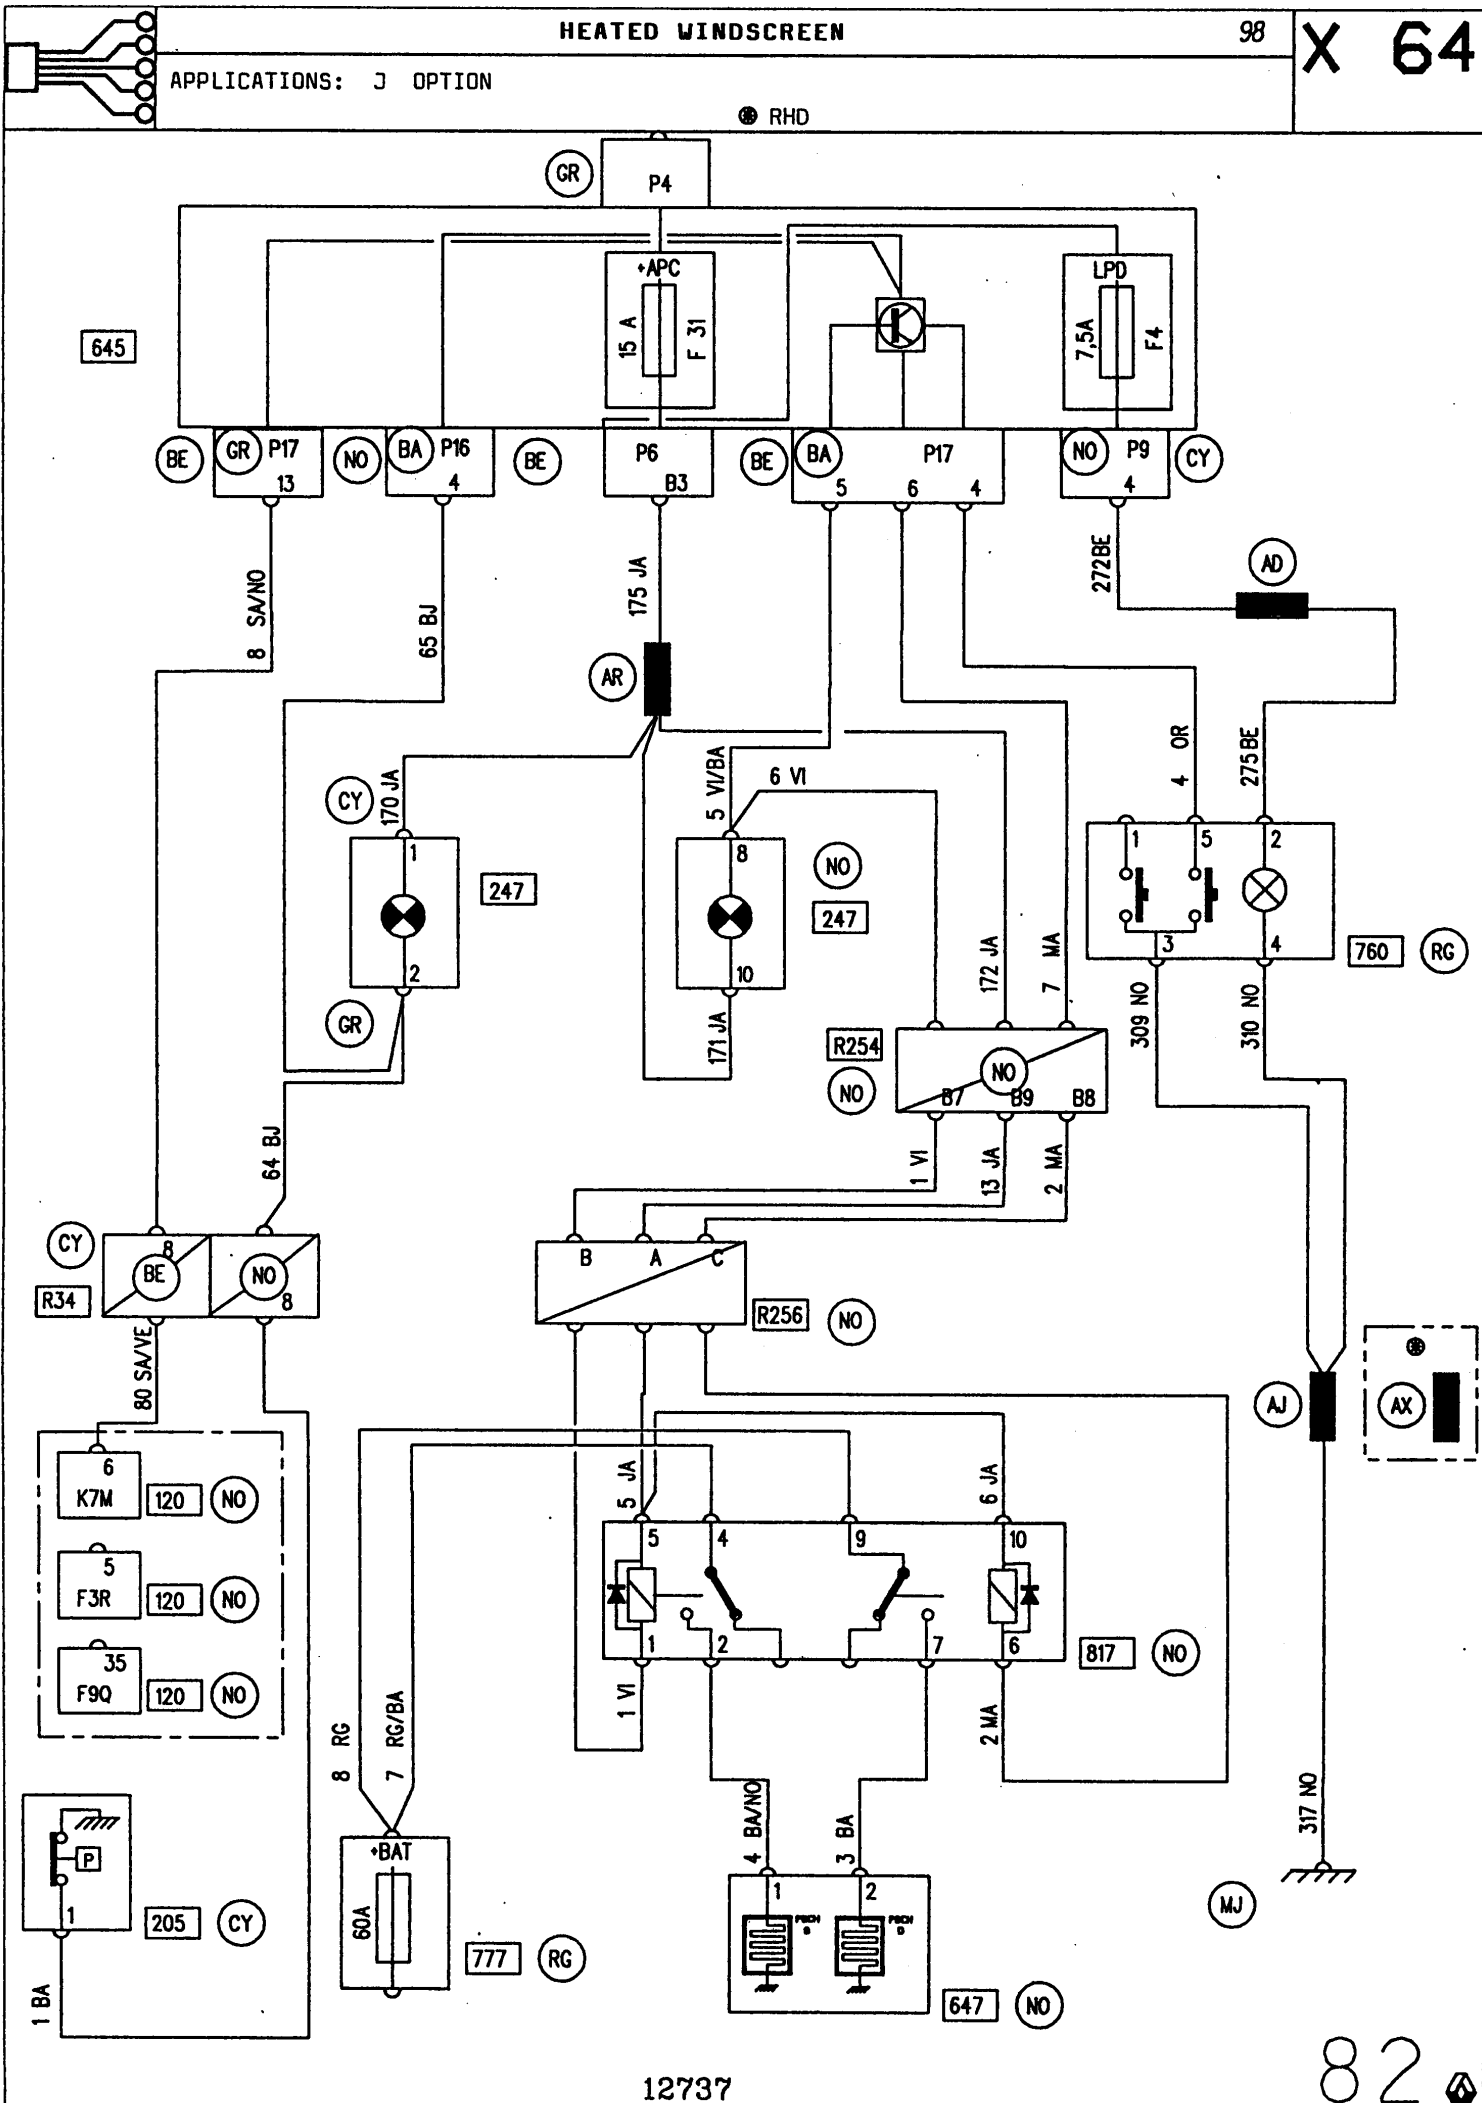 HEATED WINDSCREEN
98
X 64
APPLICATIONS: J OPTION
RHD
GR
P4
+APC
15 A
F 31
LPD
7,5A
F4
645
BE
GR
P17
13
NO
BA
P16
4
BE
P6
B3
BE
BA
P17
5
6
4
NO
P9
4
CY
8 SA/NO
65 BJ
175 JA
272BE
AD
AR
170 JA
CY
5 VI/BA
6 VI
4 OR
275BE
1
247
2
GR
8
NO
247
10
171 JA
172 JA
7 MA
1
5
2
3
4
760
RG
309 NO
310 NO
R254
NO
NO
B7
B9
B8
64 BJ
1 VI
13 JA
2 MA
CY
R34
8
BE
NO
8
B
A
C
R256
NO
80 SA/VE
AJ
AX
6
K7M
120
NO
5
F3R
120
NO
35
F9Q
120
NO
5 JA
6 JA
5
4
9
10
1
2
7
6
817
NO
8 RG
7 RG/BA
1 VI
2 MA
4 BA/NO
3 BA
317 NO
P
1
205
CY
1 BA
+BAT
60A
777
RG
1
2
647
NO
MJ
12737
82